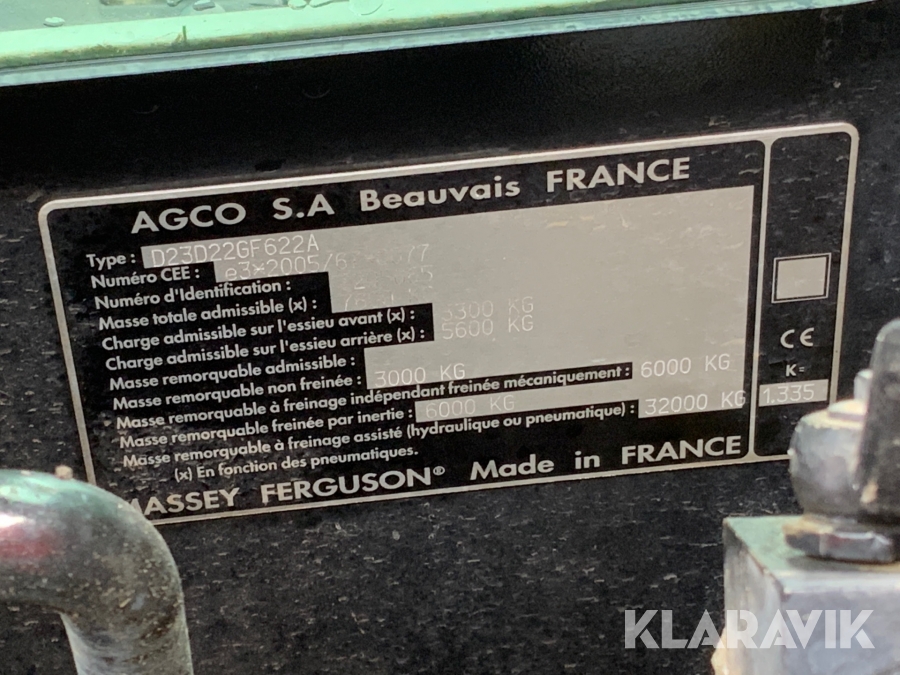 AGCO S.A Beauvais FRANCE
Type : D23D22GF622A
Numéro CEE :
Numéro d'Identification :
Masse totale admissible (x) :
Charge admissible sur l'essieu avant (x) : 3300 KG
Charge admissible sur l'essieu arrière (x) : 5600 KG
Masse remorquable admissible :
Masse remorquable non freinée : 3000 KG
Masse remorquable à freinage indépendant freinée mécaniquement : 6000 KG
Masse remorquable freinée par inertie : 6000 KG
Masse remorquable à freinage assisté (hydraulique ou pneumatique) : 32000 KG
(x) En fonction des pneumatiques.
MASSEY FERGUSON® Made in FRANCE
CE
K=
1.335
KLARAVIK